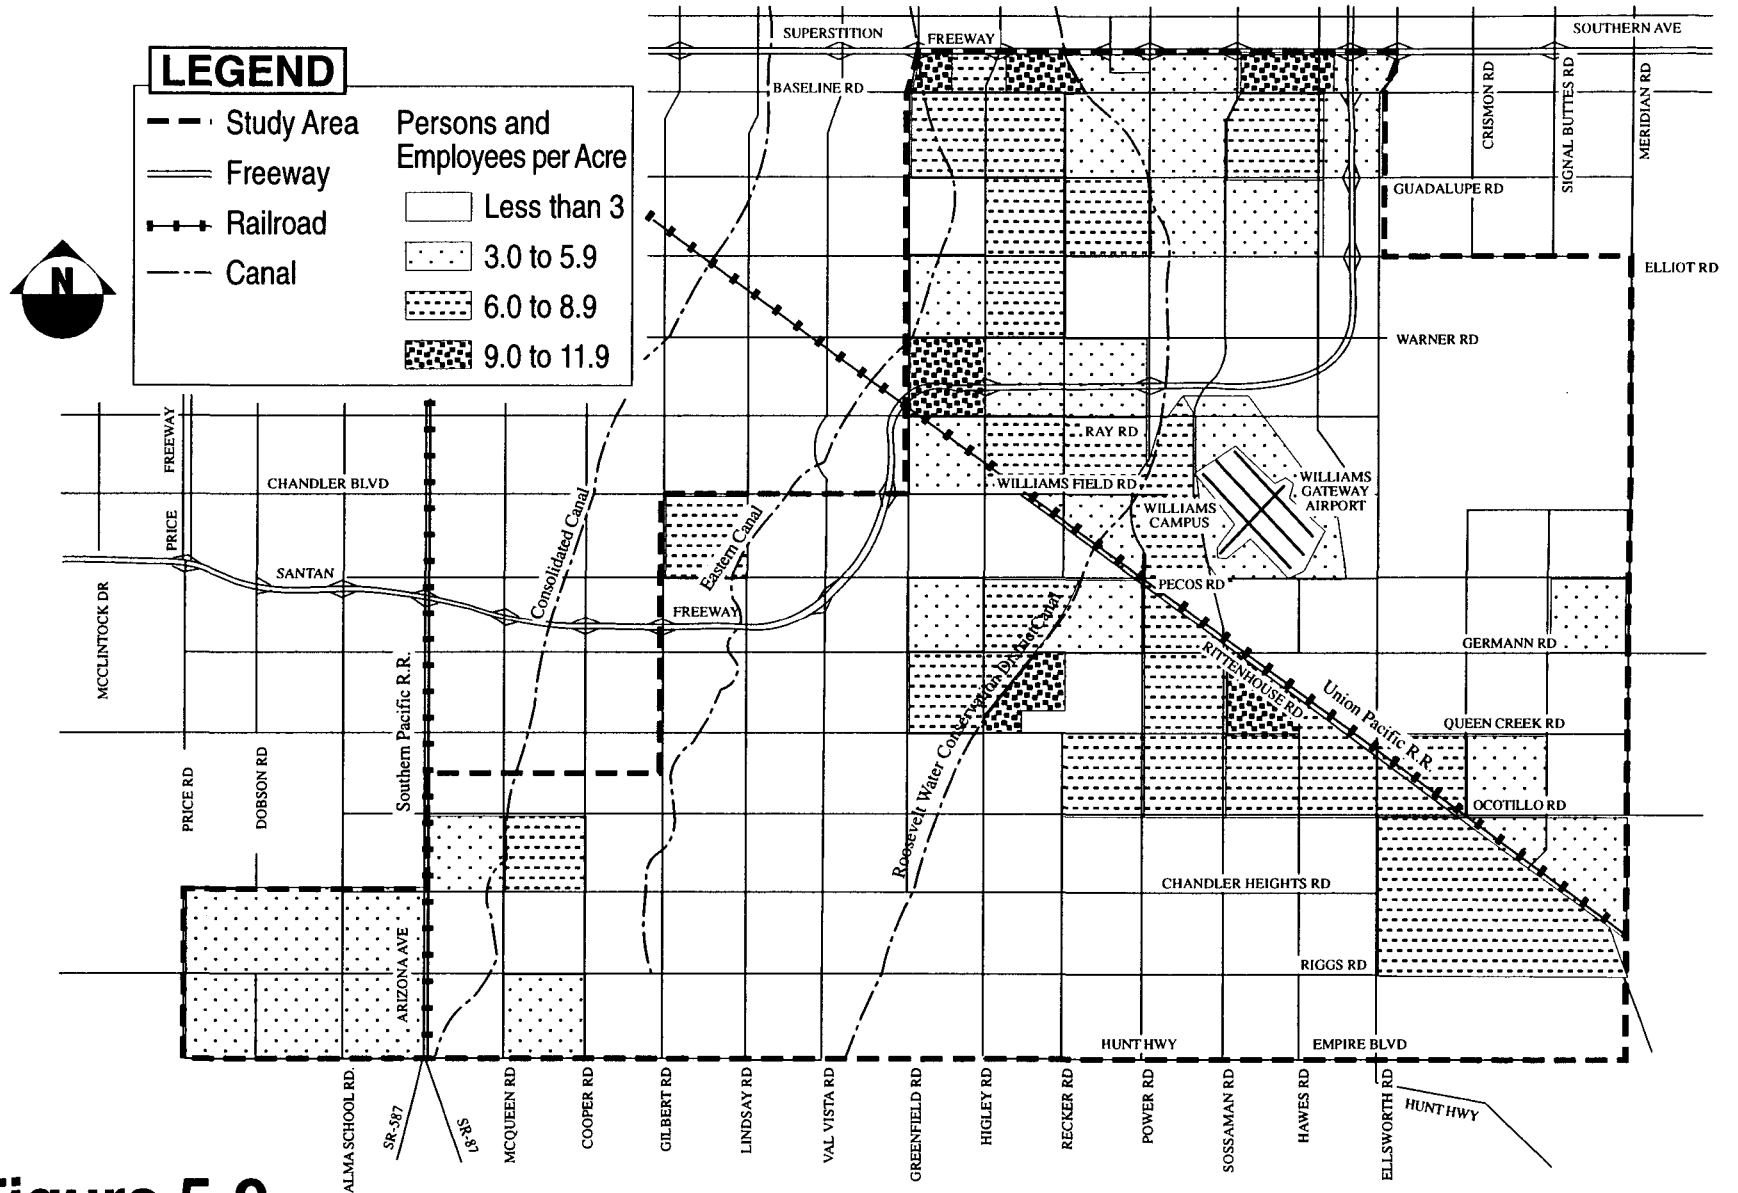 SUPERSTITION
FREEWAY
SOUTHERN AVE
LEGEND
BASELINE RD
CRISMON RD
SIGNAL BUTTES RD
MERIDIAN RD
Study Area
Freeway
Railroad
Canal
Persons and
Employees per Acre
Less than 3
3.0 to 5.9
6.0 to 8.9
9.0 to 11.9
N
GUADALUPE RD
ELLIOT RD
WARNER RD
RAY RD
WILLIAMS FIELD RD
WILLIAMS
GATEWAY
AIRPORT
WILLIAMS
CAMPUS
PRICE
FREEWAY
CHANDLER BLVD
Consolidated Canal
Eastern Canal
SANTAN
FREEWAY
PECOS RD
MCCLINTOCK DR
GERMANN RD
RITTENHOUSE RD
Union Pacific R.R.
Southern Pacific R.R.
Roosevelt Water Conservation District Canal
QUEEN CREEK RD
PRICE RD
DOBSON RD
OCOTILLO RD
CHANDLER HEIGHTS RD
ARIZONA AVE
RIGGS RD
HUNT HWY
EMPIRE BLVD
ALMA SCHOOL RD.
SR-587
SR-87
MCQUEEN RD
COOPER RD
GILBERT RD
LINDSAY RD
VAL VISTA RD
GREENFIELD RD
HIGLEY RD
RECKER RD
POWER RD
SOSSAMAN RD
HAWES RD
ELLSWORTH RD
HUNT HWY